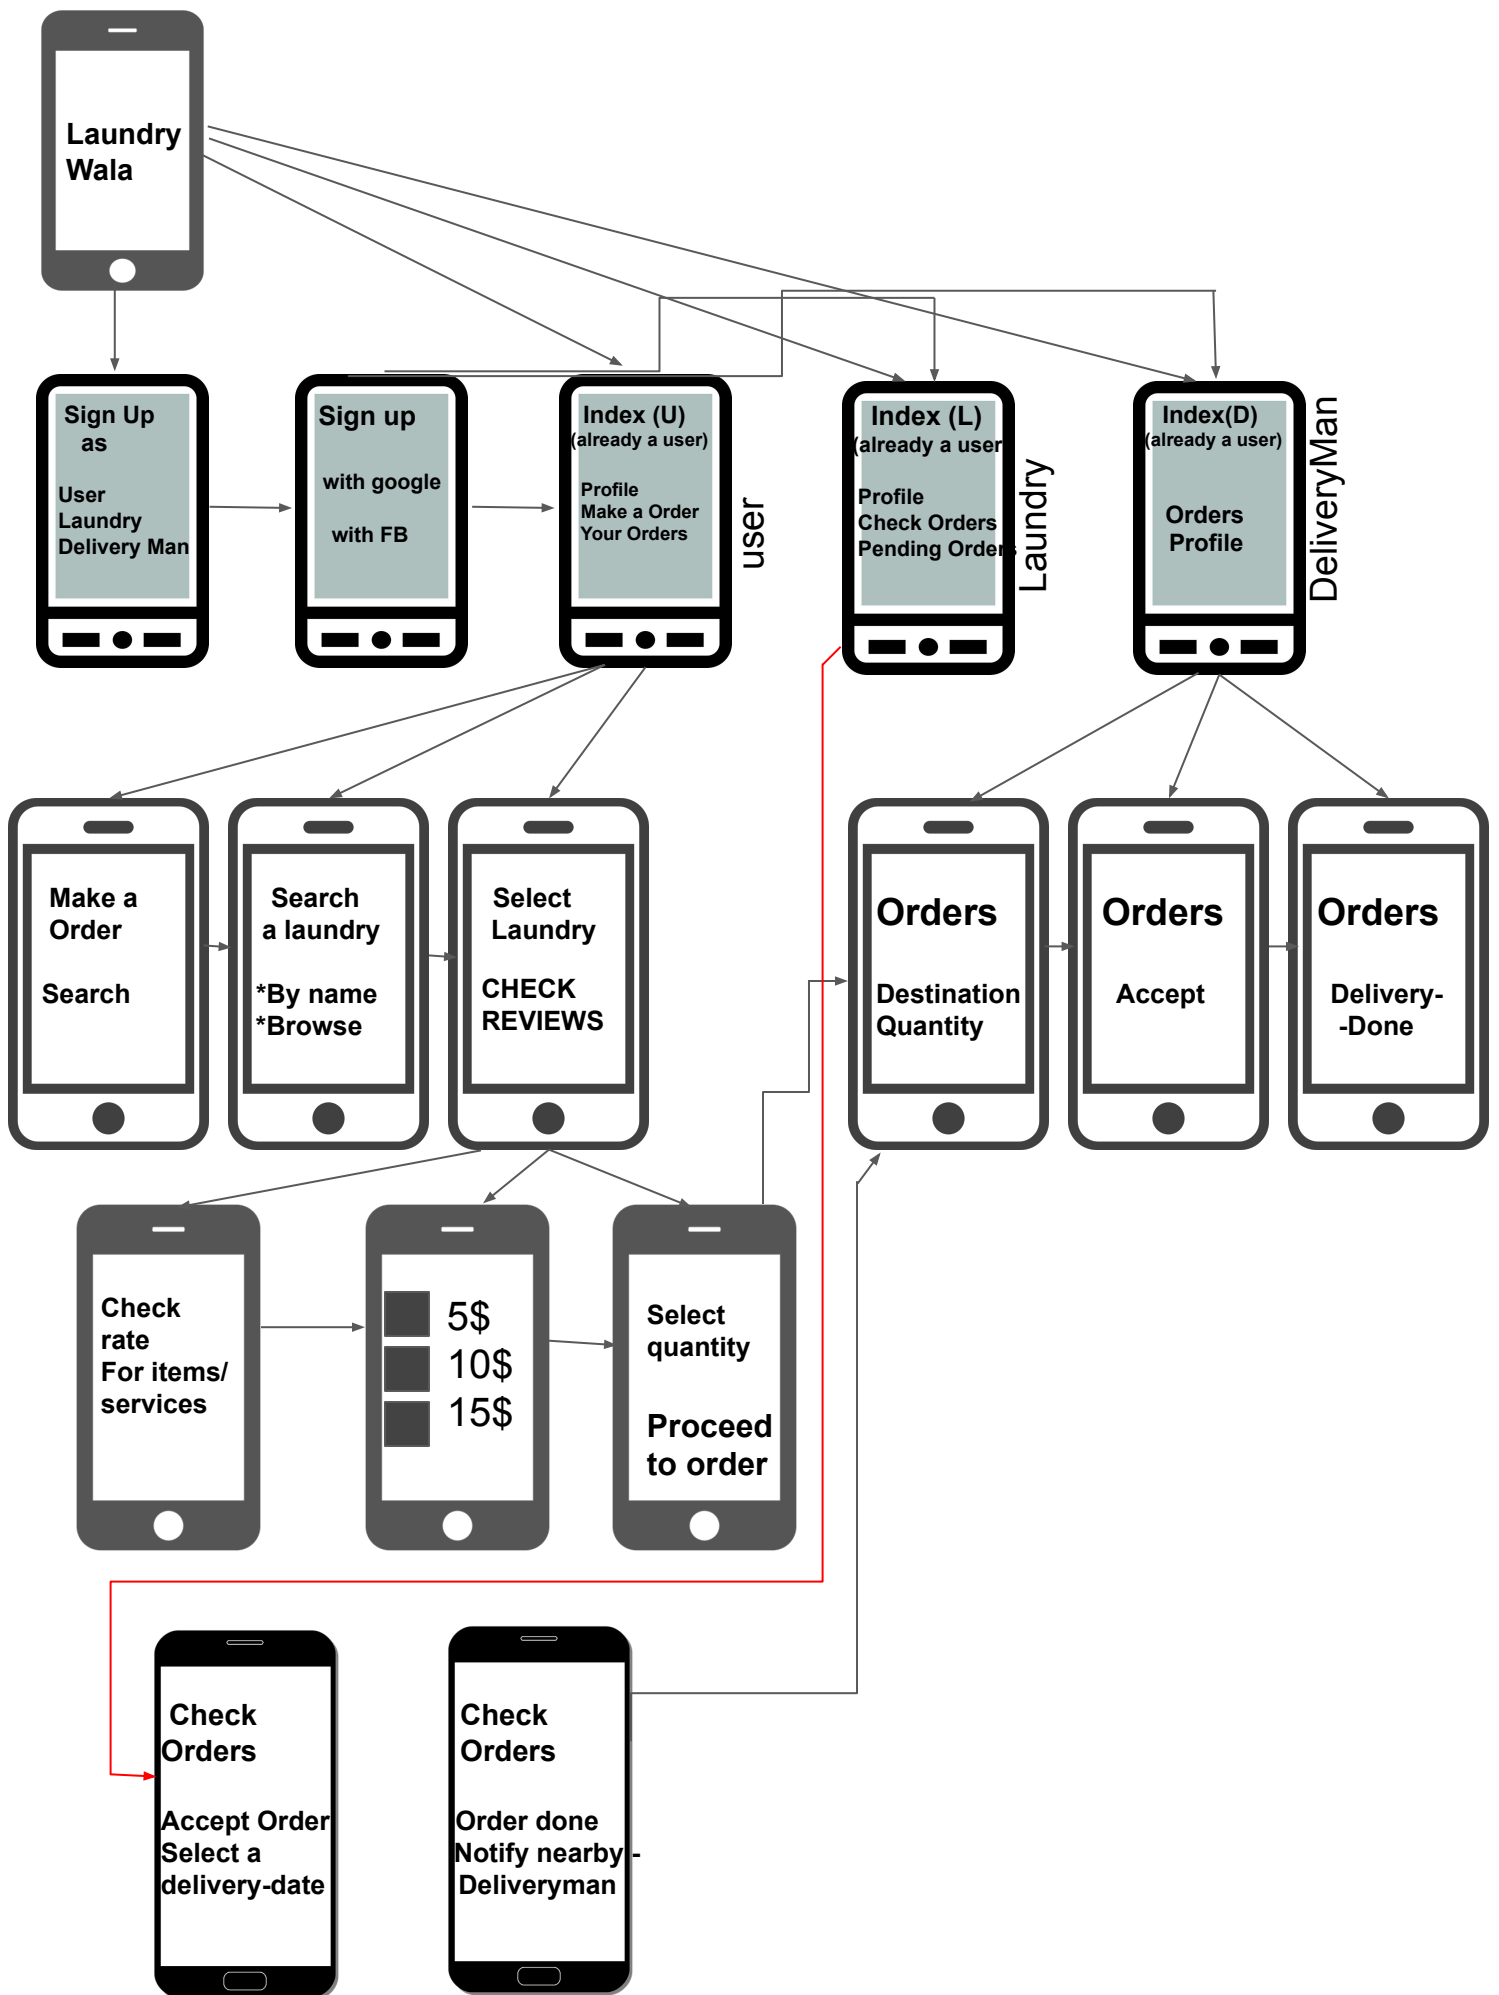 Laundry
Wala
Sign Up
as
User
Laundry
Delivery Man
Sign up
with google
with FB
Index (U)
(already a user)
Profile
Make a Order
Your Orders
user
Index (L)
(already a user
Profile
Check Orders
Pending Orders
Laundry
Index(D)
(already a user)
Orders
Profile
DeliveryMan
Make a
Order
Search
Search
a laundry
*By name
*Browse
Select
Laundry
CHECK
REVIEWS
Orders
Destination
Quantity
Orders
Accept
Orders
Delivery-
-Done
Check
rate
For items/
services
5$
10$
15$
Select
quantity
Proceed
to order
Check
Orders
Accept Order
Select a
delivery-date
Check
Orders
Order done
Notify nearby -
Deliveryman